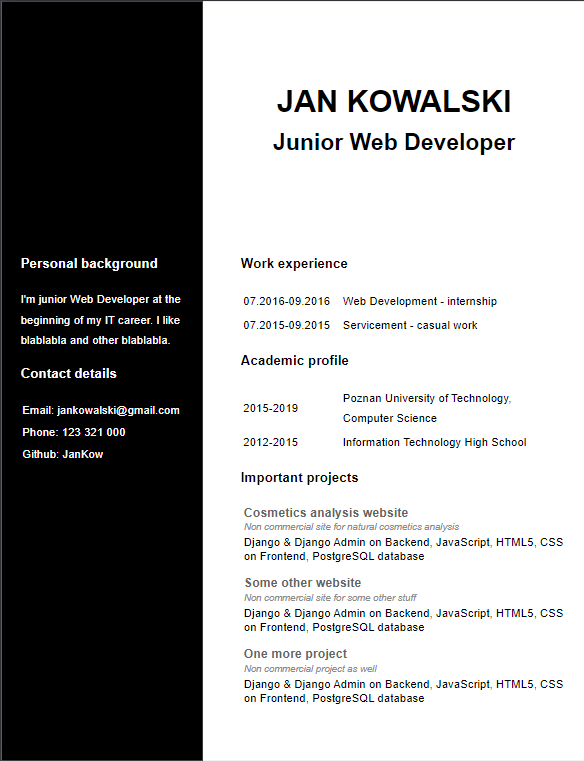 JAN KOWALSKI
Junior Web Developer
Personal background
I'm junior Web Developer at the
beginning of my IT career. I like
blablabla and other blablabla.
Contact details
Email: jankowalski@gmail.com
Phone: 123 321 000
Github: JanKow
Work experience
07.2016-09.2016 Web Development - internship
07.2015-09.2015 Servicement - casual work
Academic profile
2015-2019 Poznan University of Technology,
Computer Science
2012-2015 Information Technology High School
Important projects
Cosmetics analysis website
Non commercial site for natural cosmetics analysis
Django & Django Admin on Backend, JavaScript, HTML5, CSS
on Frontend, PostgreSQL database
Some other website
Non commercial site for some other stuff
Django & Django Admin on Backend, JavaScript, HTML5, CSS
on Frontend, PostgreSQL database
One more project
Non commercial project as well
Django & Django Admin on Backend, JavaScript, HTML5, CSS
on Frontend, PostgreSQL database